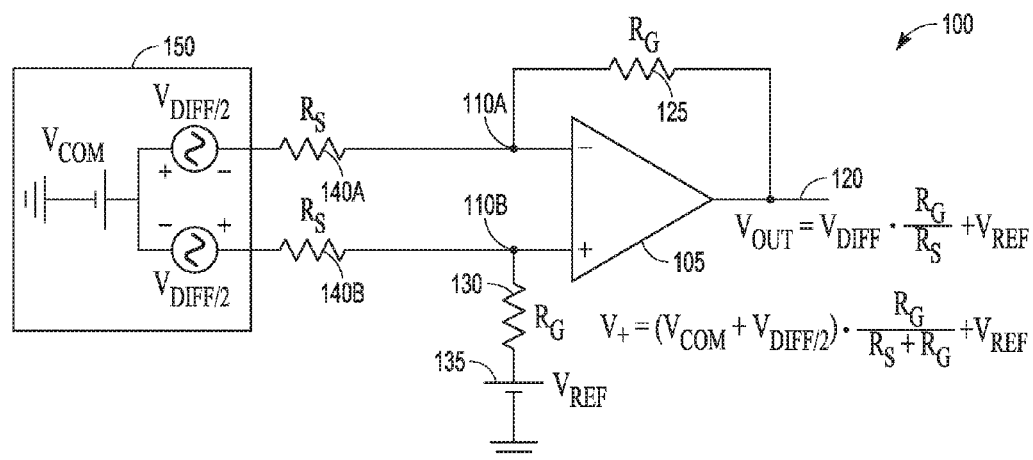 100
150
R_G
125
V_DIFF/2
R_S
110A
V_COM
+ -
140A
−
120
- +
R_S
110B
+
V_OUT = V_DIFF · R_G/R_S + V_REF
105
V_DIFF/2
140B
130
R_G
V_+ = (V_COM + V_DIFF/2) · R_G/(R_S + R_G) + V_REF
135
V_REF